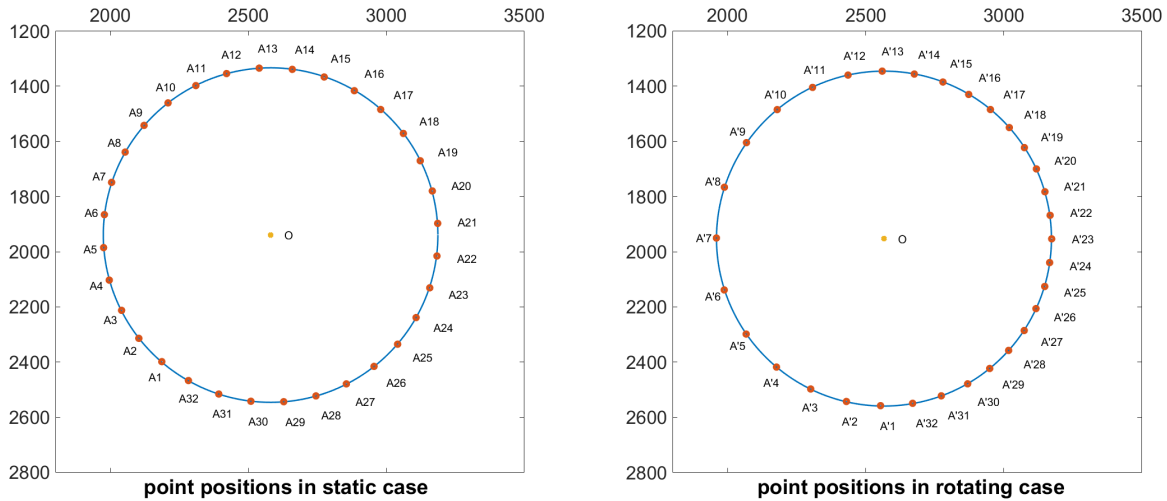 2000 2500 3000 3500
1200
1400
1600
1800
2000
2200
2400
2600
2800
A13
A14
A15
A16
A17
A18
A19
A20
A21
A22
A23
A24
A25
A26
A27
A28
A29
A30
A31
A32
A1
A2
A3
A4
A5
A6
A7
A8
A9
A10
A11
A12
O
point positions in static case
2000 2500 3000 3500
1200
1400
1600
1800
2000
2200
2400
2600
2800
A'13
A'14
A'15
A'16
A'17
A'18
A'19
A'20
A'21
A'22
A'23
A'24
A'25
A'26
A'27
A'28
A'29
A'30
A'31
A'32
A'1
A'2
A'3
A'4
A'5
A'6
A'7
A'8
A'9
A'10
A'11
A'12
O
point positions in rotating case